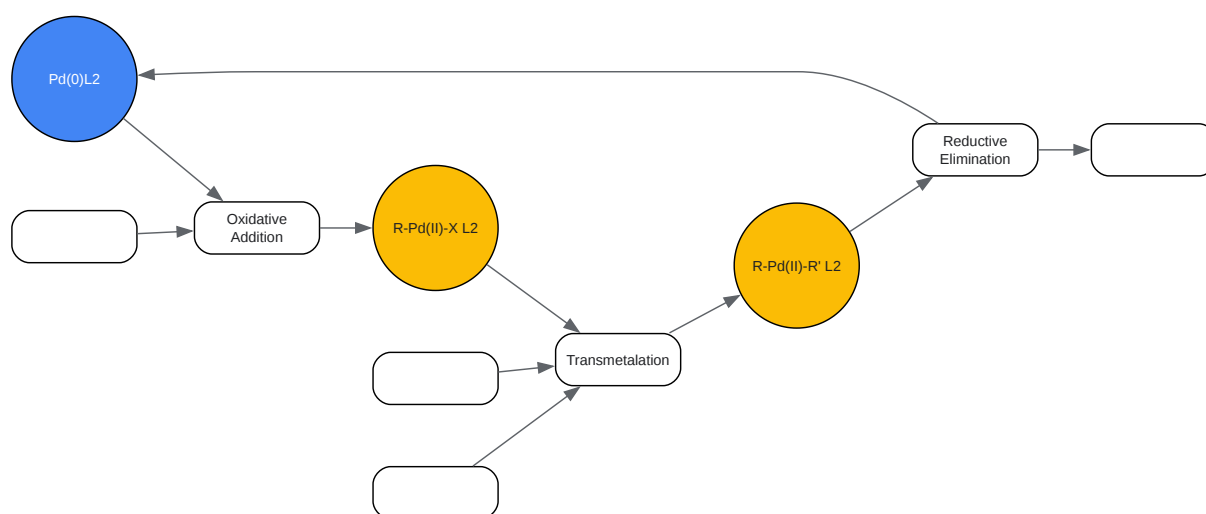 Pd(0)L2
Reductive
Elimination
Oxidative
Addition
R-Pd(II)-X L2
R-Pd(II)-R' L2
Transmetalation